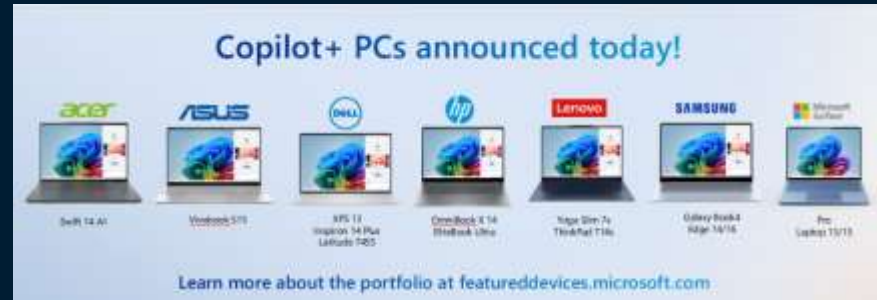 Copilot+ PCs announced today!
acer
ASUS
DELL
hp
Lenovo
SAMSUNG
Microsoft
Surface
Swift 14 AI
Vivobook S15
XPS 13
Inspiron 14 Plus
Latitude 7455
OmniBook X 14
EliteBook Ultra
Yoga Slim 7x
ThinkPad T14s
Galaxy Book4
Edge 14/16
Pro
Laptop 13/15
Learn more about the portfolio at featureddevices.microsoft.com